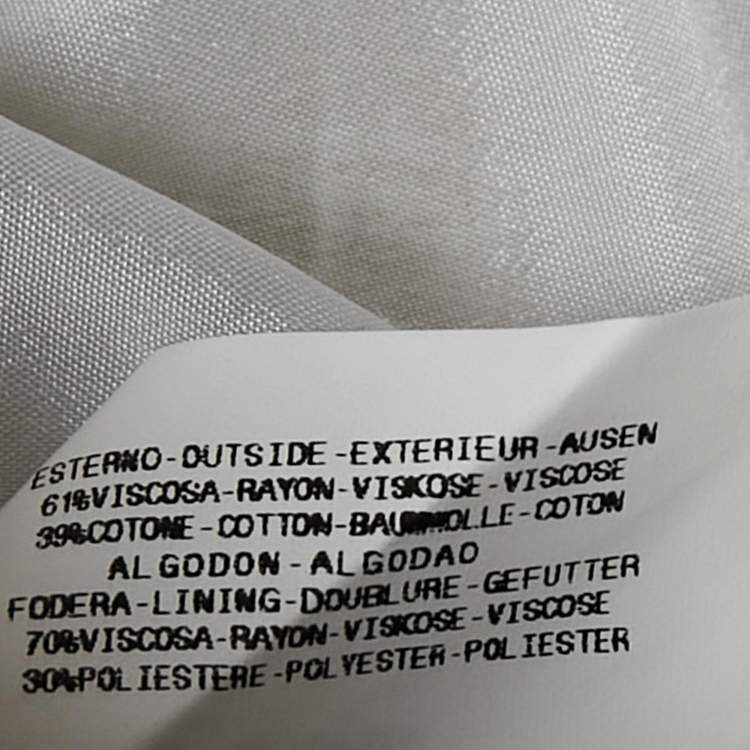 ESTERNO-OUTSIDE-EXTERIEUR-AUSEN
61%VISCOSA-RAYON-VISKOSE-VISCOSE
39%COTONE-COTTON-BAUMWOLLE-COTON
ALGODON-ALGODAO
FODERA-LINING-DOUBLURE-GEFUTTER
70%VISCOSA-RAYON-VISKOSE-VISCOSE
30%POLIESTERE-POLYESTER-POLIESTER